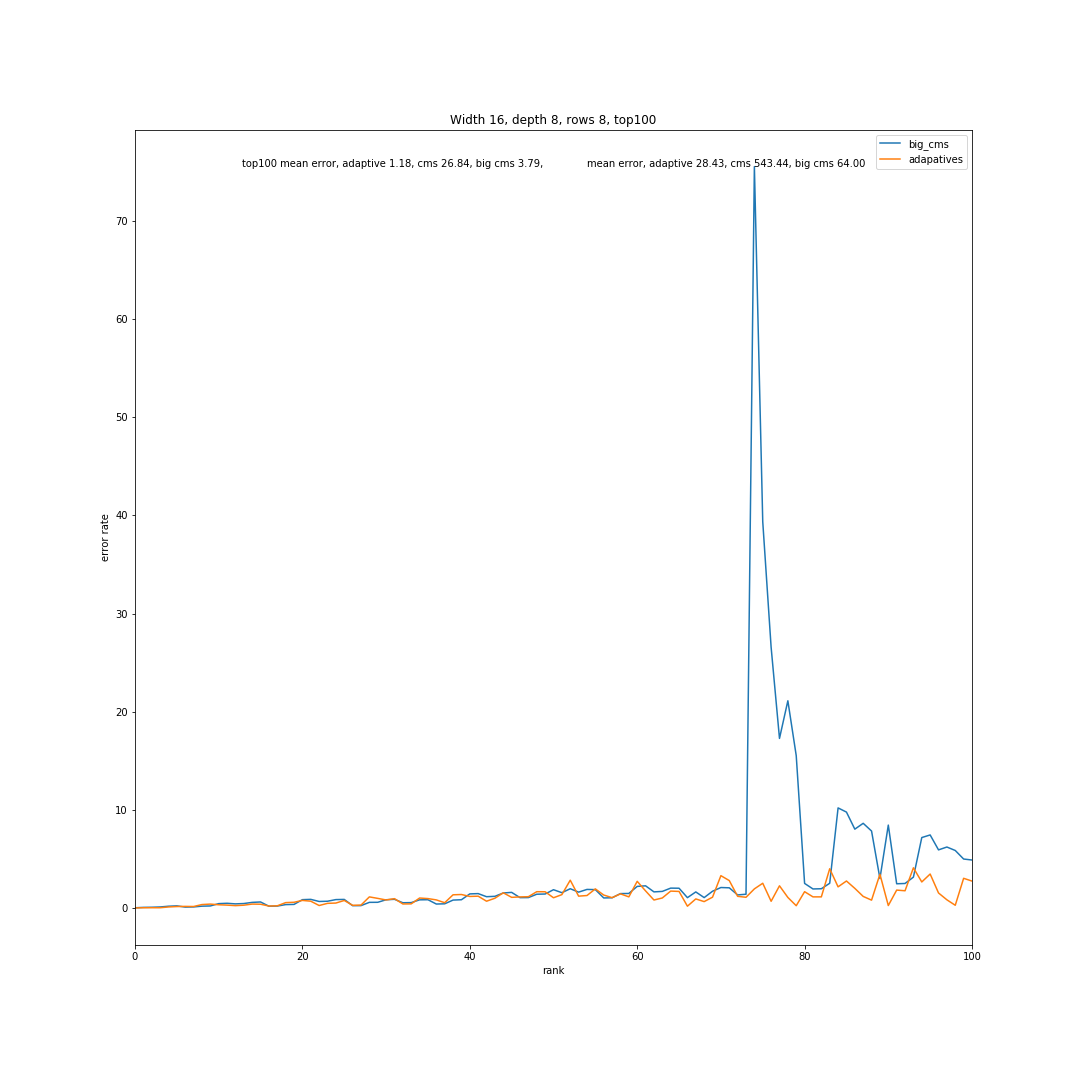 Width 16, depth 8, rows 8, top100
top100 mean error, adaptive 1.18, cms 26.84, big cms 3.79,
mean error, adaptive 28.43, cms 543.44, big cms 64.00
big_cms
adapatives
70
60
50
40
30
20
10
0
error rate
0 20 40 60 80 100
rank